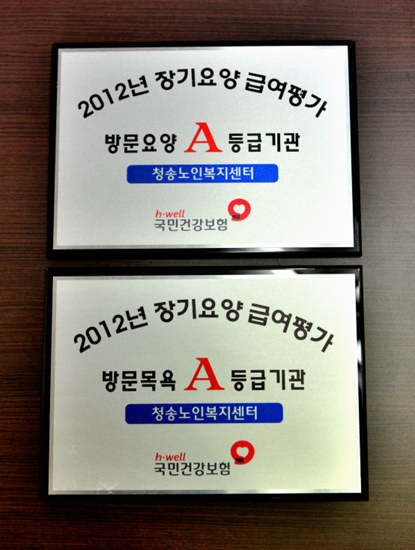 2012년 장기요양 급여평가
방문요양 A 등급기관
청송노인복지센터
h·well
국민건강보험
2012년 장기요양 급여평가
방문목욕 A 등급기관
청송노인복지센터
h·well
국민건강보험